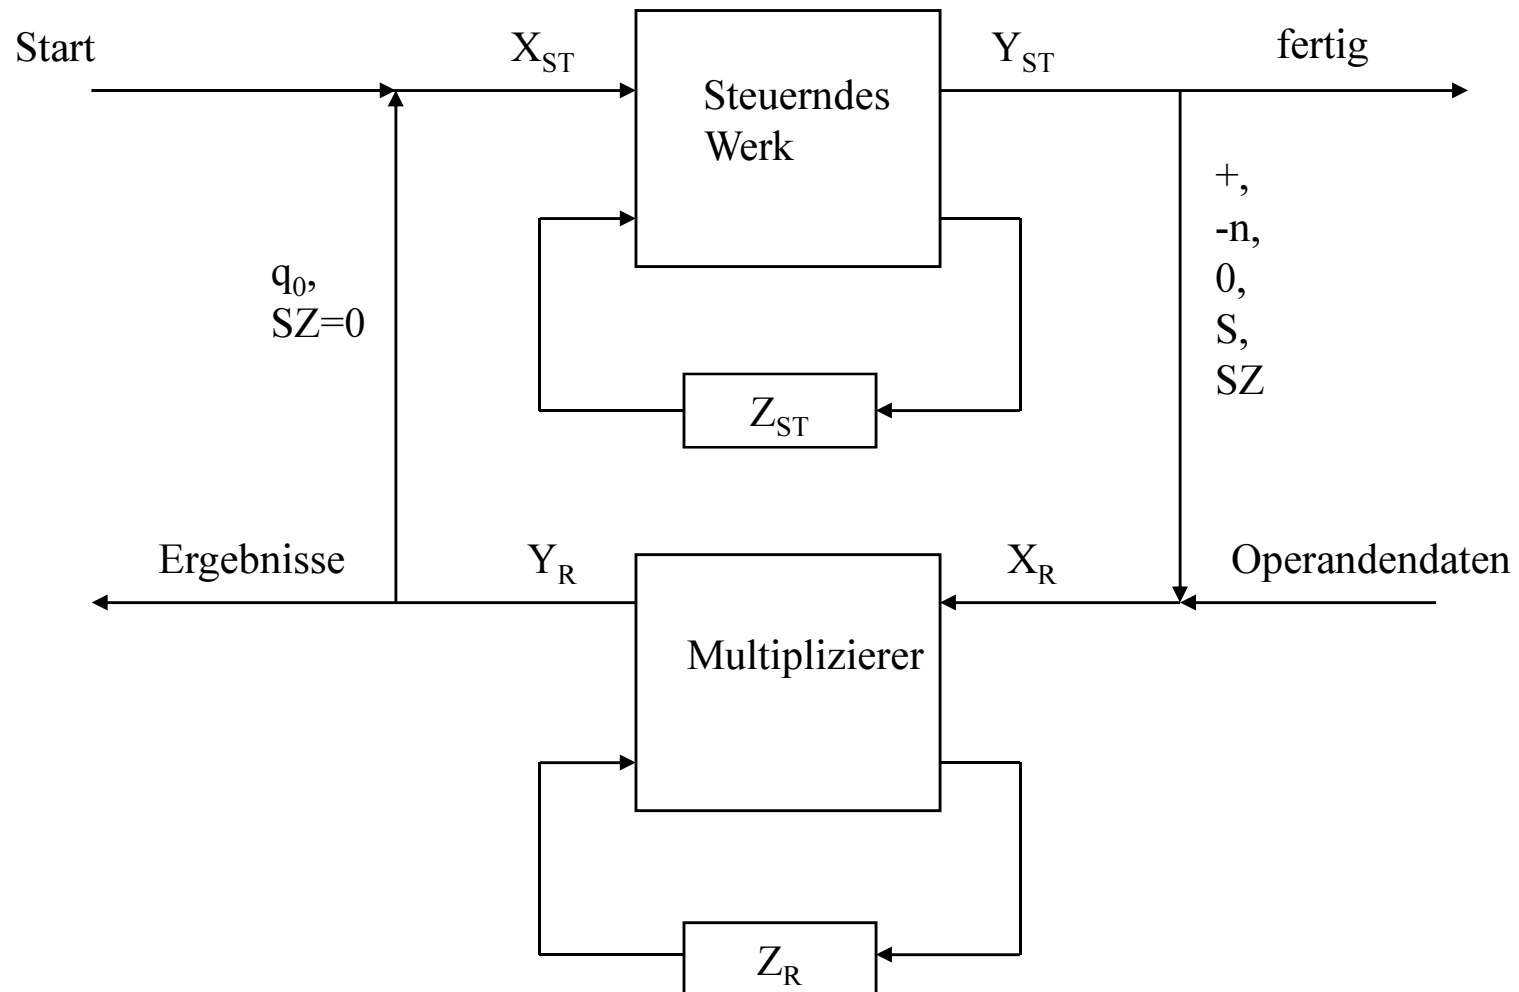 Start
X_ST
Y_ST
fertig
Steuerndes
Werk
+,
-n,
0,
S,
SZ
q_0,
SZ=0
Z_ST
Ergebnisse
Y_R
X_R
Operandendaten
Multiplizierer
Z_R